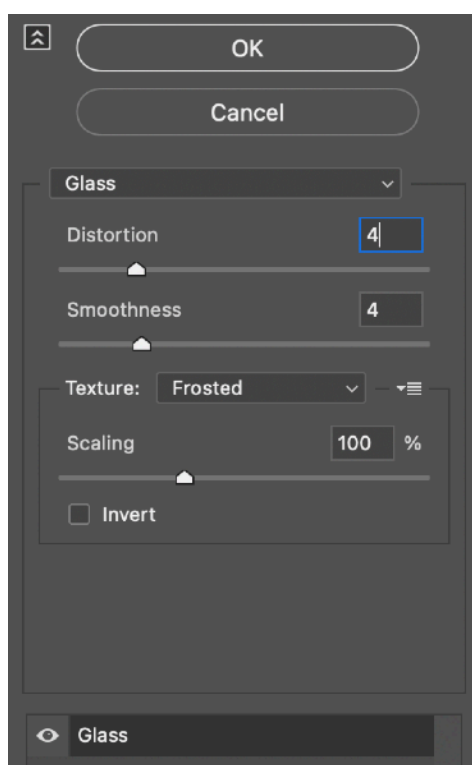 OK
Cancel
Glass
Distortion 4
Smoothness 4
Texture: Frosted
Scaling 100 %
Invert
Glass